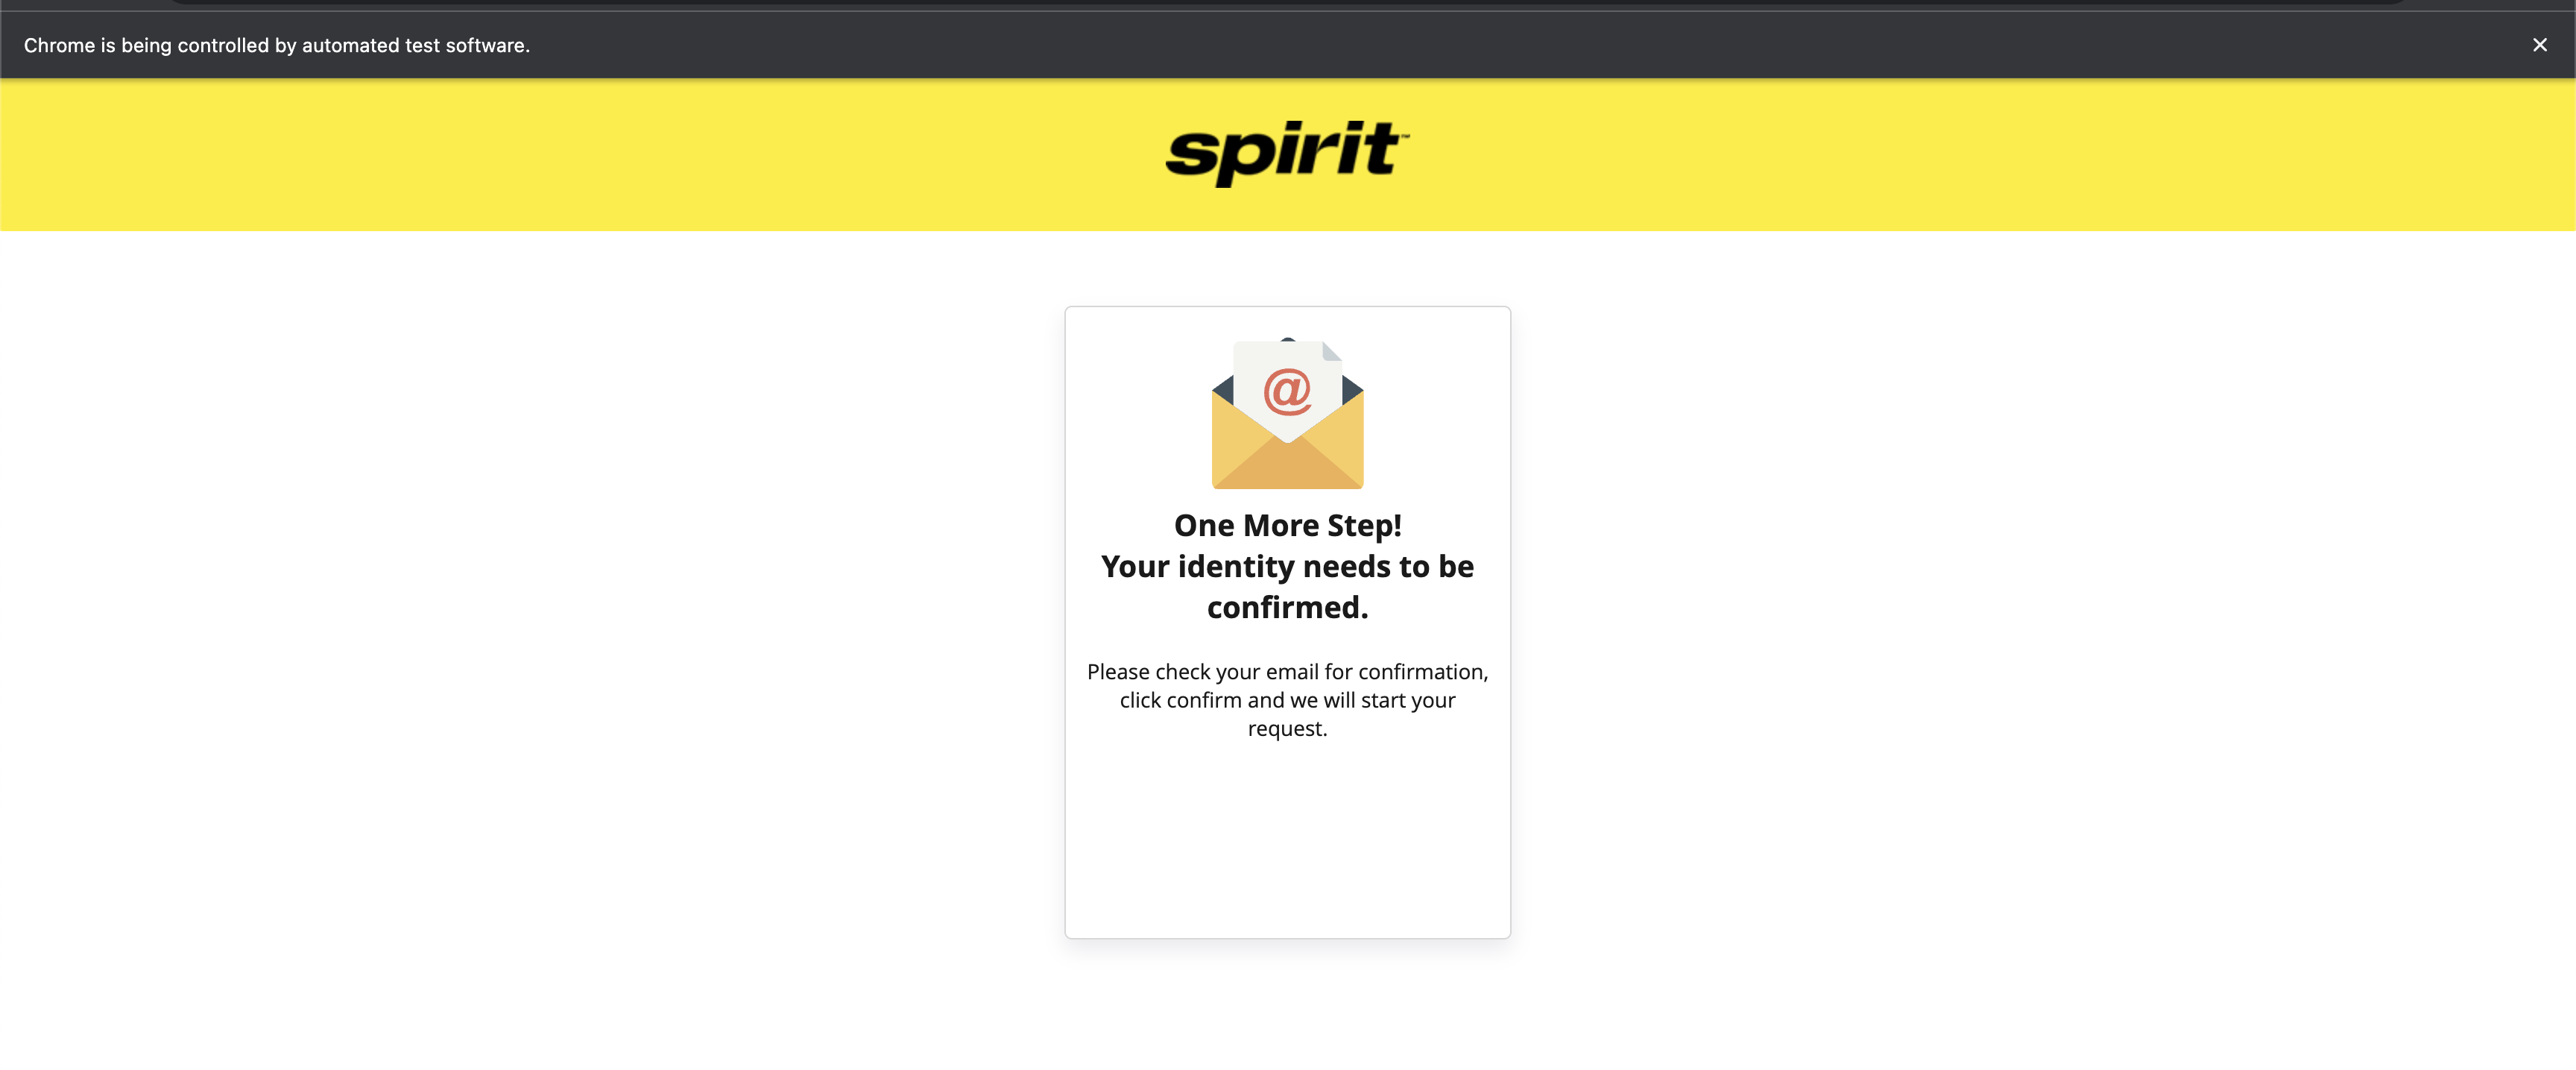 Chrome is being controlled by automated test software.
spirit™
@
One More Step!
Your identity needs to be
confirmed.
Please check your email for confirmation,
click confirm and we will start your
request.